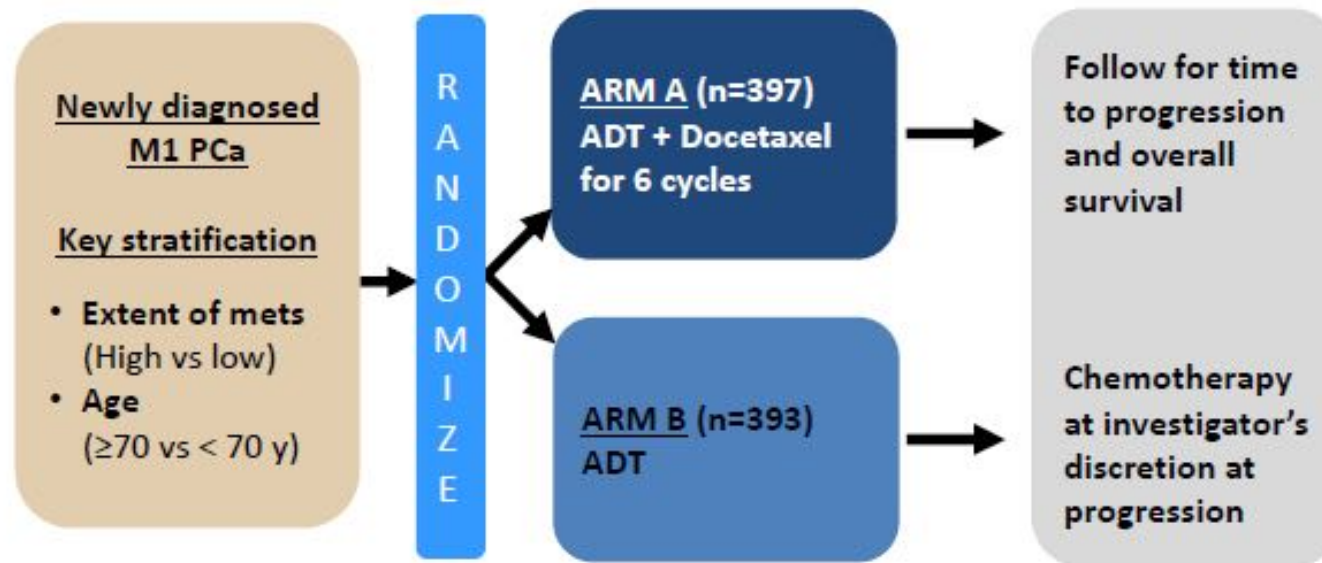 Newly diagnosed
M1 PCa
Key stratification
• Extent of mets
(High vs low)
• Age
(≥70 vs < 70 y)
R
A
N
D
O
M
I
Z
E
ARM A (n=397)
ADT + Docetaxel
for 6 cycles
ARM B (n=393)
ADT
Follow for time
to progression
and overall
survival
Chemotherapy
at investigator’s
discretion at
progression